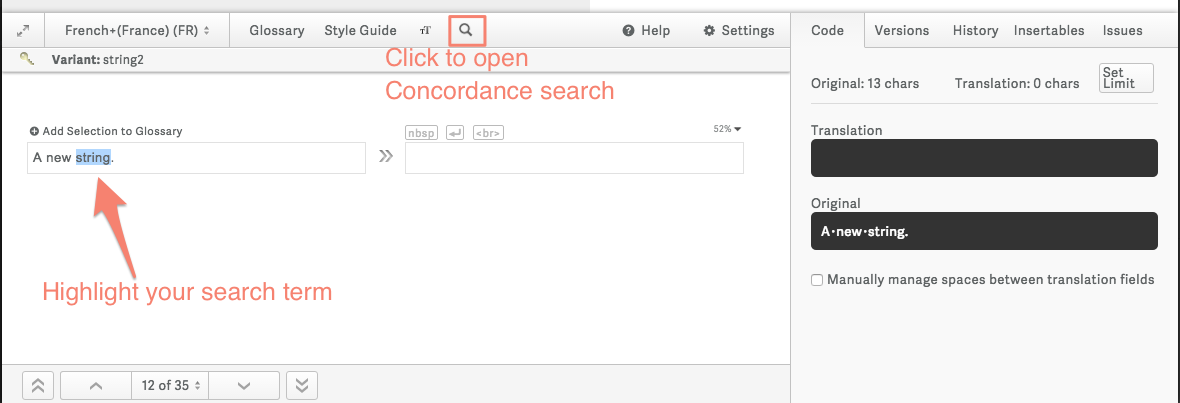 French+(France) (FR)
Glossary
Style Guide
тT
Help
Settings
Variant: string2
Click to open
Concordance search
Add Selection to Glossary
nbsp
<br>
52%
A new string.
Highlight your search term
12 of 35
Code
Versions
History
Insertables
Issues
Original: 13 chars
Translation: 0 chars
Set
Limit
Translation
Original
A·new·string.
Manually manage spaces between translation fields